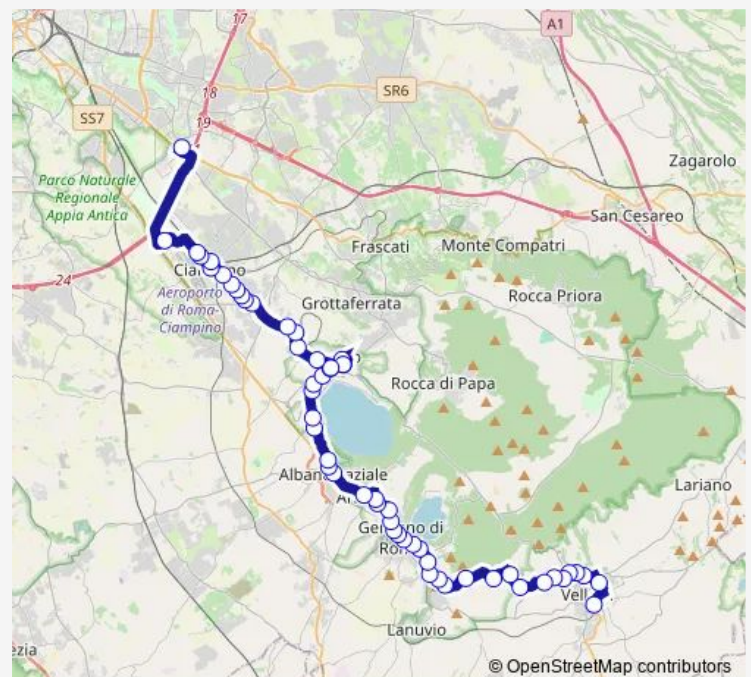 17
A1
18
SR6
SS7
19
Zagarolo
Parco Naturale
Regionale
Appia Antica
San Cesareo
Frascati
Monte Compatri
24
Aeroporto
di Roma-
Ciampino
Rocca Priora
Grottaferrata
Rocca di Papa
Lariano
Lanuvio
© OpenStreetMap contributors